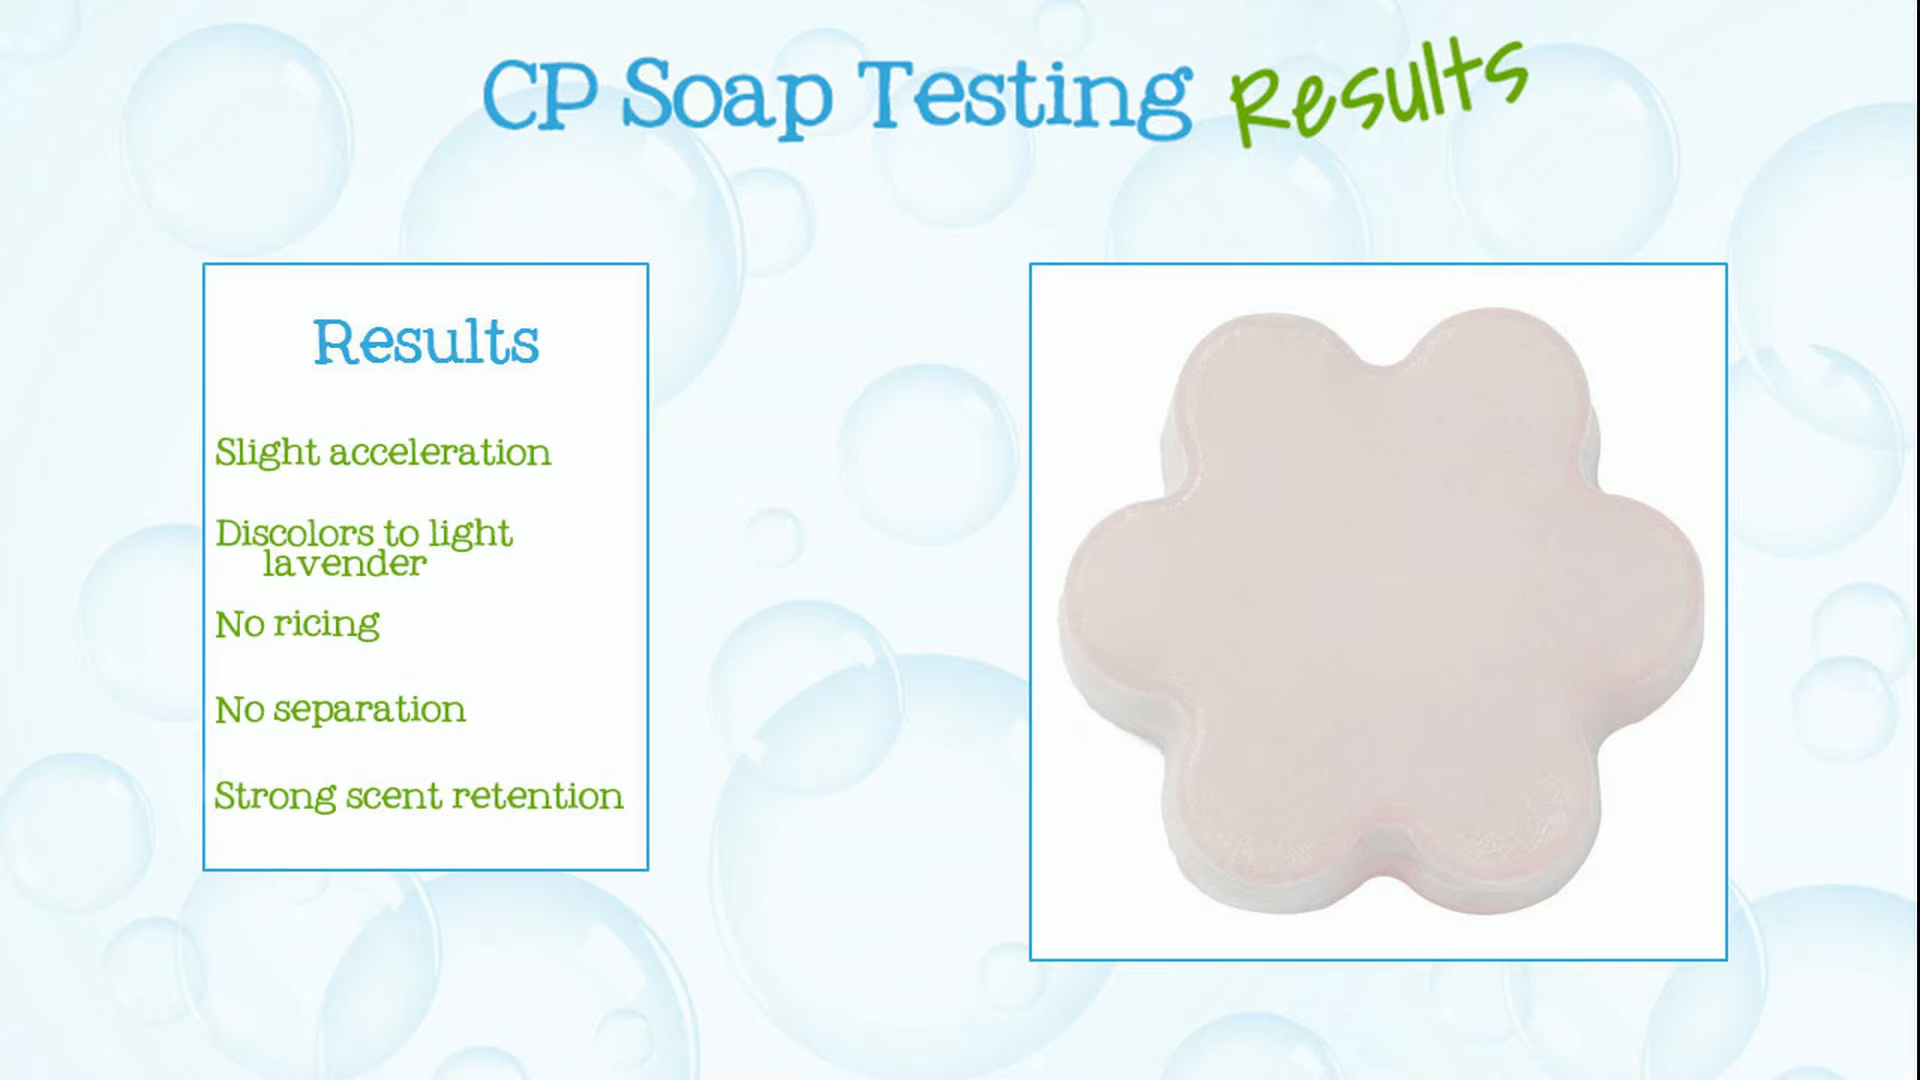 CP Soap Testing Results
Results
Slight acceleration
Discolors to light
lavender
No ricing
No separation
Strong scent retention